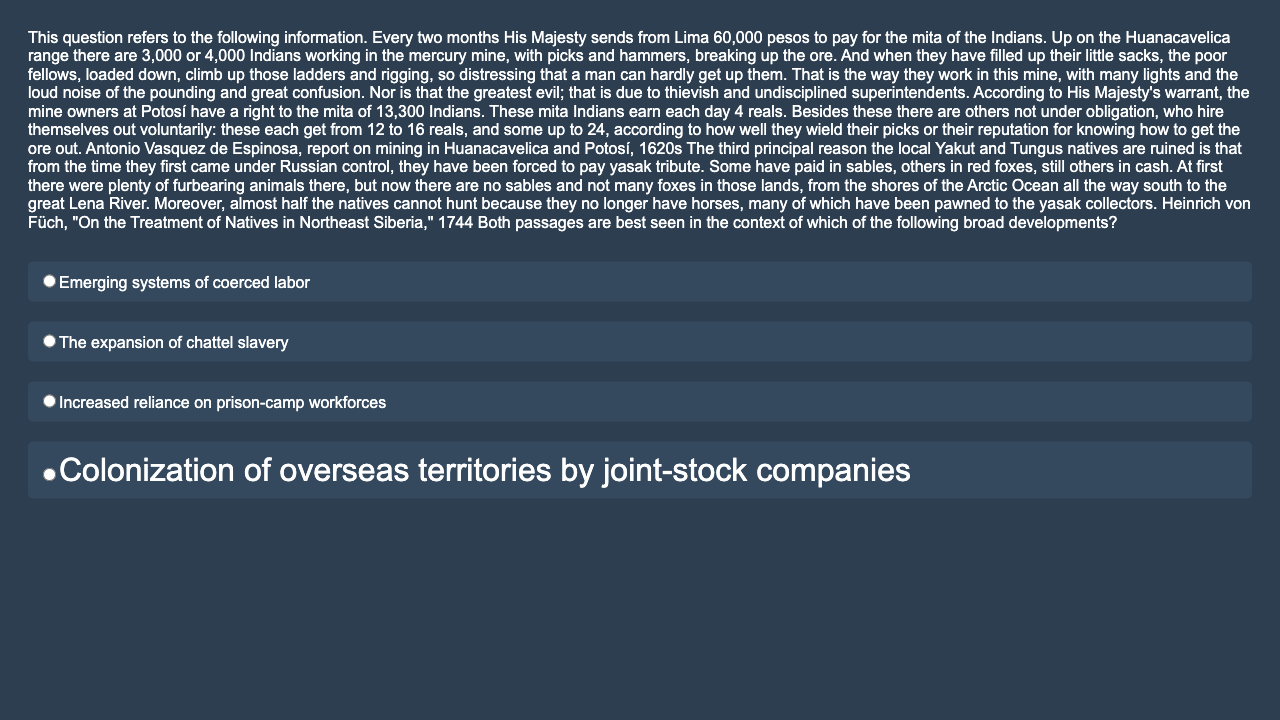 This question refers to the following information. Every two months His Majesty sends from Lima 60,000 pesos to pay for the mita of the Indians. Up on the Huanacavelica
range there are 3,000 or 4,000 Indians working in the mercury mine, with picks and hammers, breaking up the ore. And when they have filled up their little sacks, the poor
fellows, loaded down, climb up those ladders and rigging, so distressing that a man can hardly get up them. That is the way they work in this mine, with many lights and the
loud noise of the pounding and great confusion. Nor is that the greatest evil; that is due to thievish and undisciplined superintendents. According to His Majesty's warrant, the
mine owners at Potosí have a right to the mita of 13,300 Indians. These mita Indians earn each day 4 reals. Besides these there are others not under obligation, who hire
themselves out voluntarily: these each get from 12 to 16 reals, and some up to 24, according to how well they wield their picks or their reputation for knowing how to get the
ore out. Antonio Vasquez de Espinosa, report on mining in Huanacavelica and Potosí, 1620s The third principal reason the local Yakut and Tungus natives are ruined is that
from the time they first came under Russian control, they have been forced to pay yasak tribute. Some have paid in sables, others in red foxes, still others in cash. At first
there were plenty of furbearing animals there, but now there are no sables and not many foxes in those lands, from the shores of the Arctic Ocean all the way south to the
great Lena River. Moreover, almost half the natives cannot hunt because they no longer have horses, many of which have been pawned to the yasak collectors. Heinrich von
Füch, "On the Treatment of Natives in Northeast Siberia," 1744 Both passages are best seen in the context of which of the following broad developments?
Emerging systems of coerced labor
The expansion of chattel slavery
Increased reliance on prison-camp workforces
Colonization of overseas territories by joint-stock companies